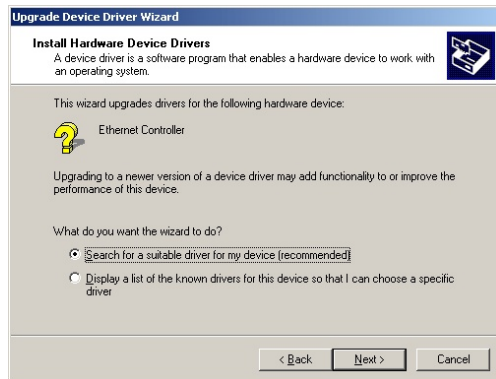 Upgrade Device Driver Wizard
Install Hardware Device Drivers
A device driver is a software program that enables a hardware device to work with
an operating system.
This wizard upgrades drivers for the following hardware device:
Ethernet Controller
Upgrading to a newer version of a device driver may add functionality to or improve the
performance of this device.
What do you want the wizard to do?
Search for a suitable driver for my device (recommended)
Display a list of the known drivers for this device so that I can choose a specific
driver
< Back
Next >
Cancel